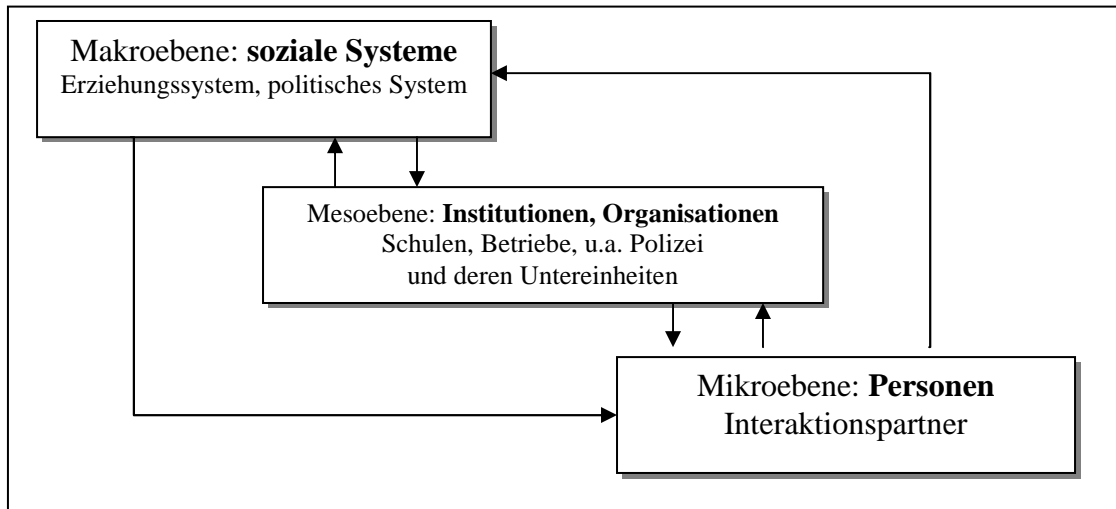 Makroebene: soziale Systeme
Erziehungssystem, politisches System
Mesoebene: Institutionen, Organisationen
Schulen, Betriebe, u.a. Polizei
und deren Untereinheiten
Mikroebene: Personen
Interaktionspartner